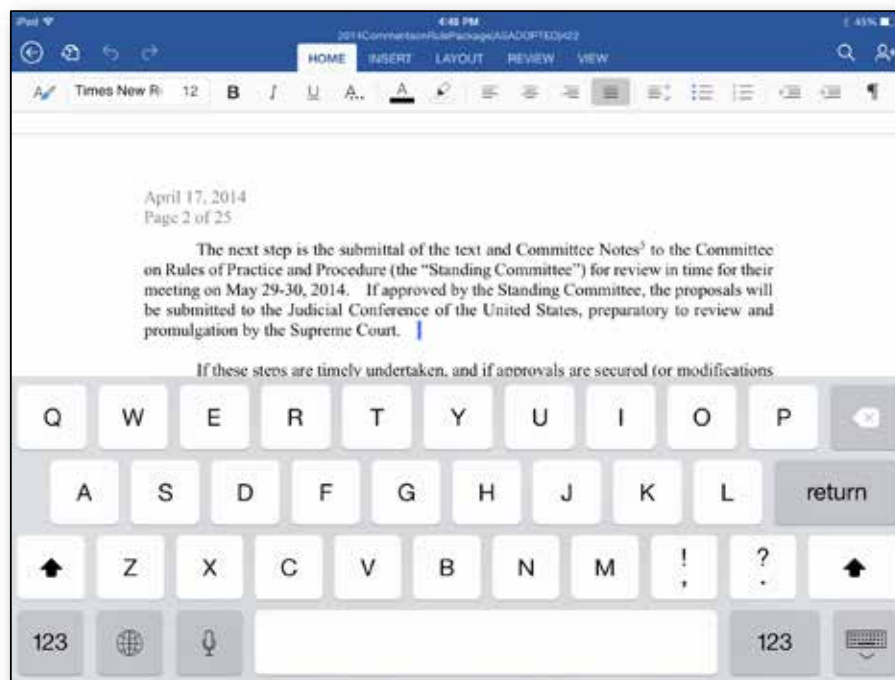 iPad 4:48 PM 45%
2014CommentsonRulePackage(ASADOPTED)422
HOME INSERT LAYOUT REVIEW VIEW
Times New R 12 B I U A.. A
April 17, 2014
Page 2 of 25
The next step is the submittal of the text and Committee Notes³ to the Committee
on Rules of Practice and Procedure (the “Standing Committee”) for review in time for their
meeting on May 29-30, 2014. If approved by the Standing Committee, the proposals will
be submitted to the Judicial Conference of the United States, preparatory to review and
promulgation by the Supreme Court.
If these steps are timely undertaken, and if approvals are secured (or modifications
Q W E R T Y U I O P
A S D F G H J K L return
Z X C V B N M ! , ? .
123 123